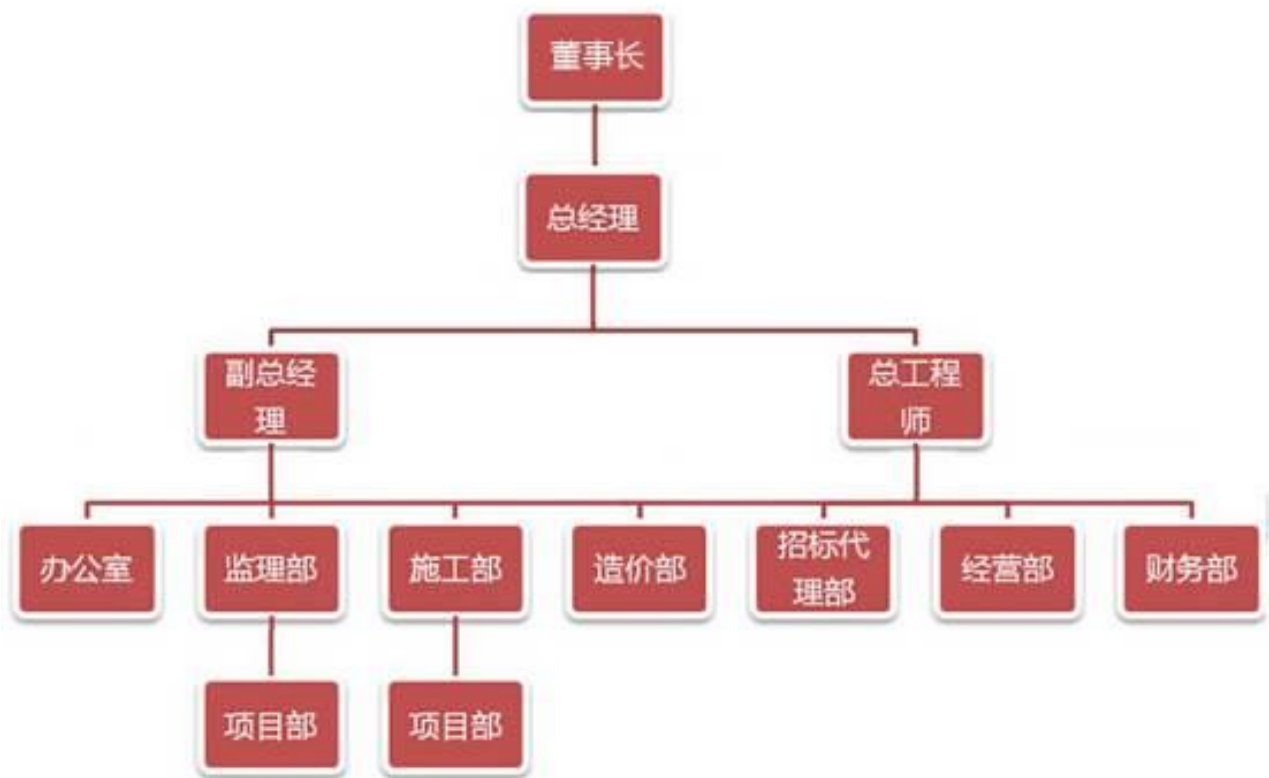 董事长
总经理
副总经
理
总工程
师
办公室
监理部
施工部
造价部
招标代
理部
经营部
财务部
项目部
项目部